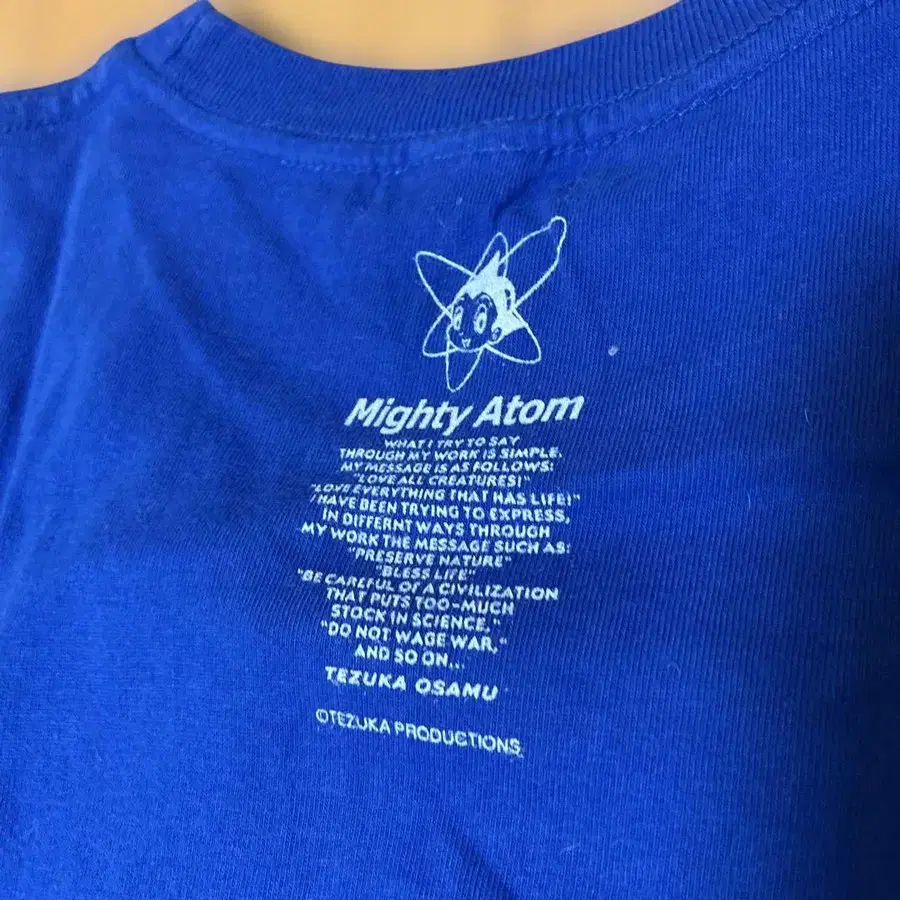 Mighty Atom
WHAT I TRY TO SAY
THROUGH MY WORK IS SIMPLE.
MY MESSAGE IS AS FOLLOWS:
"LOVE ALL CREATURES!"
"LOVE EVERYTHING THAT HAS LIFE!"
I HAVE BEEN TRYING TO EXPRESS,
IN DIFFERNT WAYS THROUGH
MY WORK THE MESSAGE SUCH AS:
"PRESERVE NATURE"
"BLESS LIFE"
"BE CAREFUL OF A CIVILIZATION
THAT PUTS TOO-MUCH
STOCK IN SCIENCE,"
"DO NOT WAGE WAR,"
AND SO ON...
TEZUKA OSAMU
©TEZUKA PRODUCTIONS